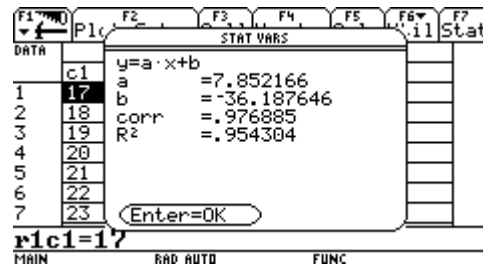 F1 F2 F3 F4 F5 F6 F7
Stat
STAT VARS
DATA
y=a·x+b
a =7.852166
b =-36.187646
corr =.976885
R² =.954304
c1
1 17
2 18
3 19
4 20
5 21
6 22
7 23
Enter=OK
r1c1=17
MAIN RAD AUTO FUNC